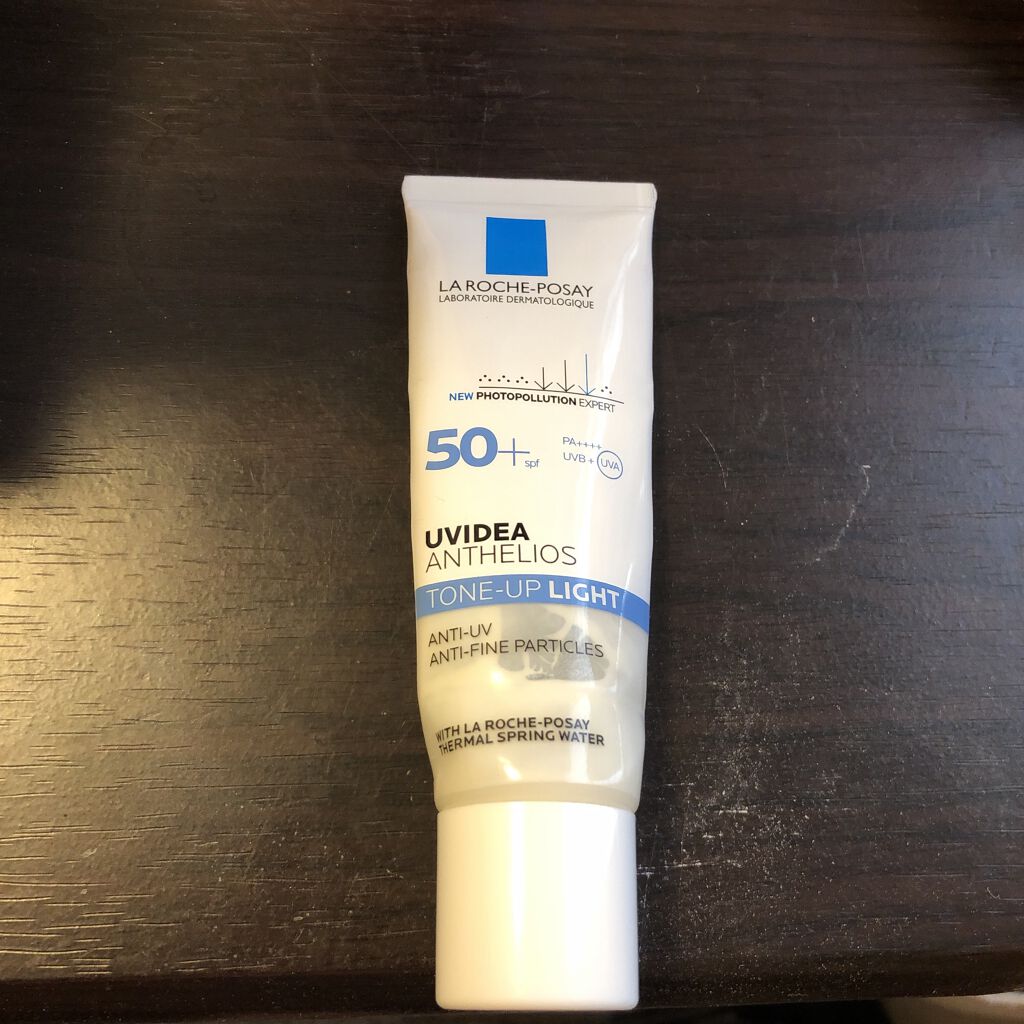 LA ROCHE-POSAY
LABORATOIRE DERMATOLOGIQUE
NEW PHOTOPOLLUTION EXPERT
50+ spf
PA++++
UVB + UVA
UVIDEA
ANTHELIOS
TONE-UP LIGHT
ANTI-UV
ANTI-FINE PARTICLES
WITH LA ROCHE-POSAY
THERMAL SPRING WATER